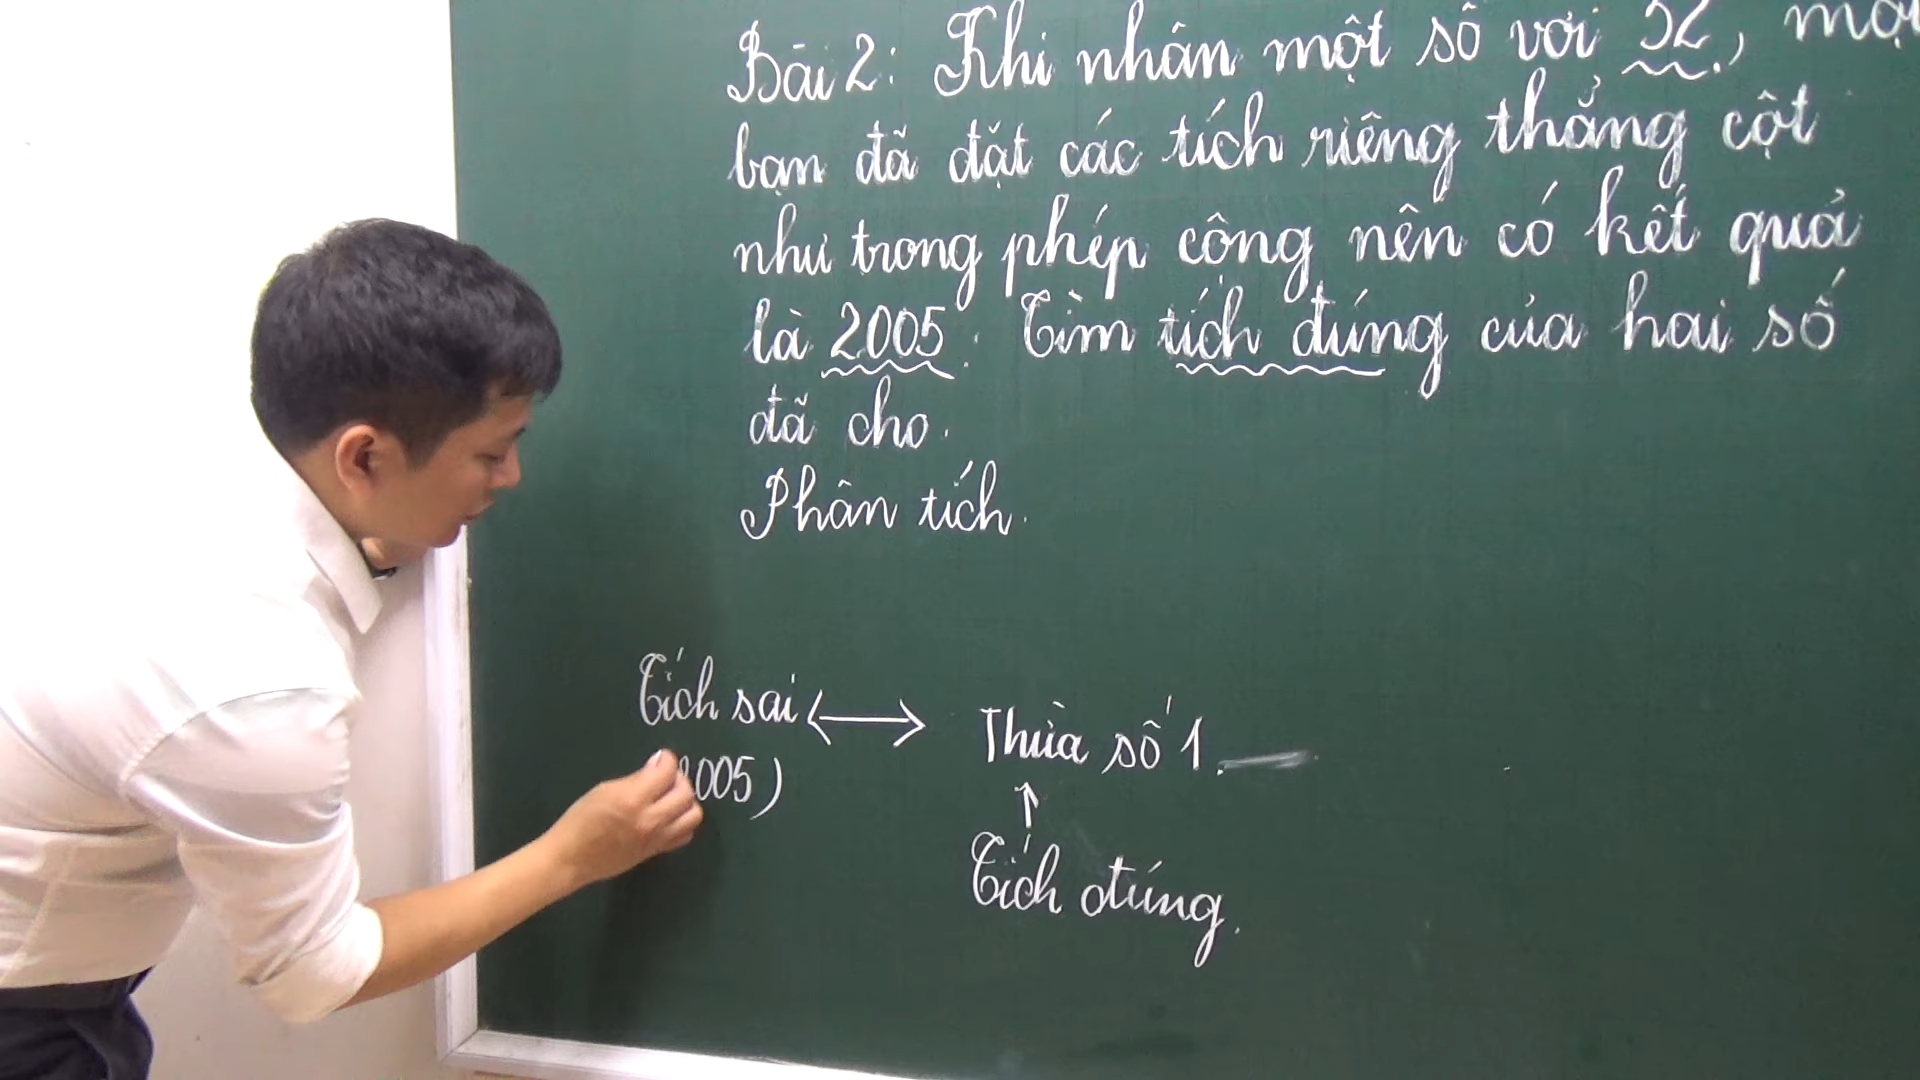 Bài 2: Khi nhân một số với 32, một
bạn đã đặt các tích riêng thẳng cột
như trong phép cộng nên có kết quả
là 2005. Tìm tích đúng của hai số
đã cho.
Phân tích.
Tích sai ⟷ Thừa số 1.
2005)
↑
Tích đúng.